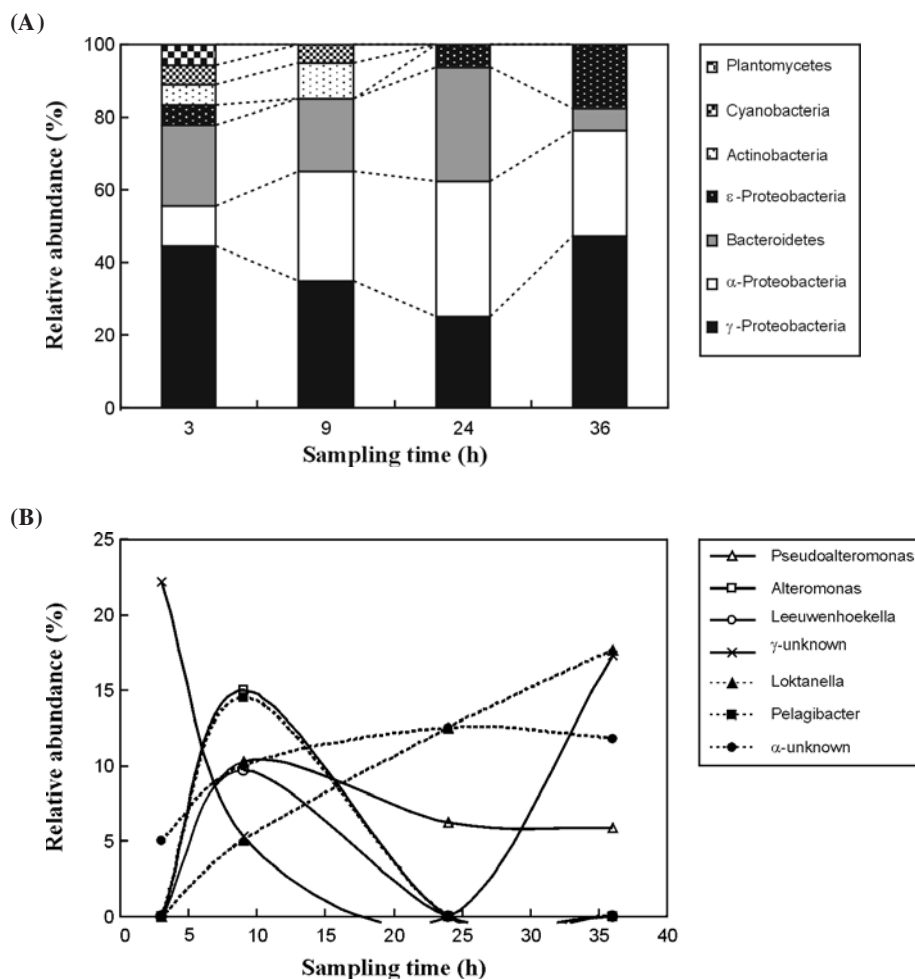 (A)
Relative abundance (%)
100
80
60
40
20
0
3 9 24 36
Sampling time (h)
Plantomycetes
Cyanobacteria
Actinobacteria
ε-Proteobacteria
Bacteroidetes
α-Proteobacteria
γ-Proteobacteria
(B)
Relative abundance (%)
25
20
15
10
5
0
0 5 10 15 20 25 30 35 40
Sampling time (h)
Pseudoalteromonas
Alteromonas
Leeuwenhoekella
γ-unknown
Loktanella
Pelagibacter
α-unknown